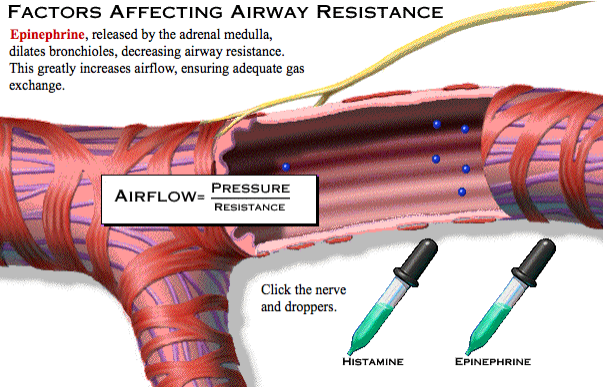 Factors Affecting Airway Resistance
Epinephrine, released by the adrenal medulla,
dilates bronchioles, decreasing airway resistance.
This greatly increases airflow, ensuring adequate gas
exchange.
Airflow= Pressure
Resistance
Click the nerve
and droppers.
Histamine
Epinephrine